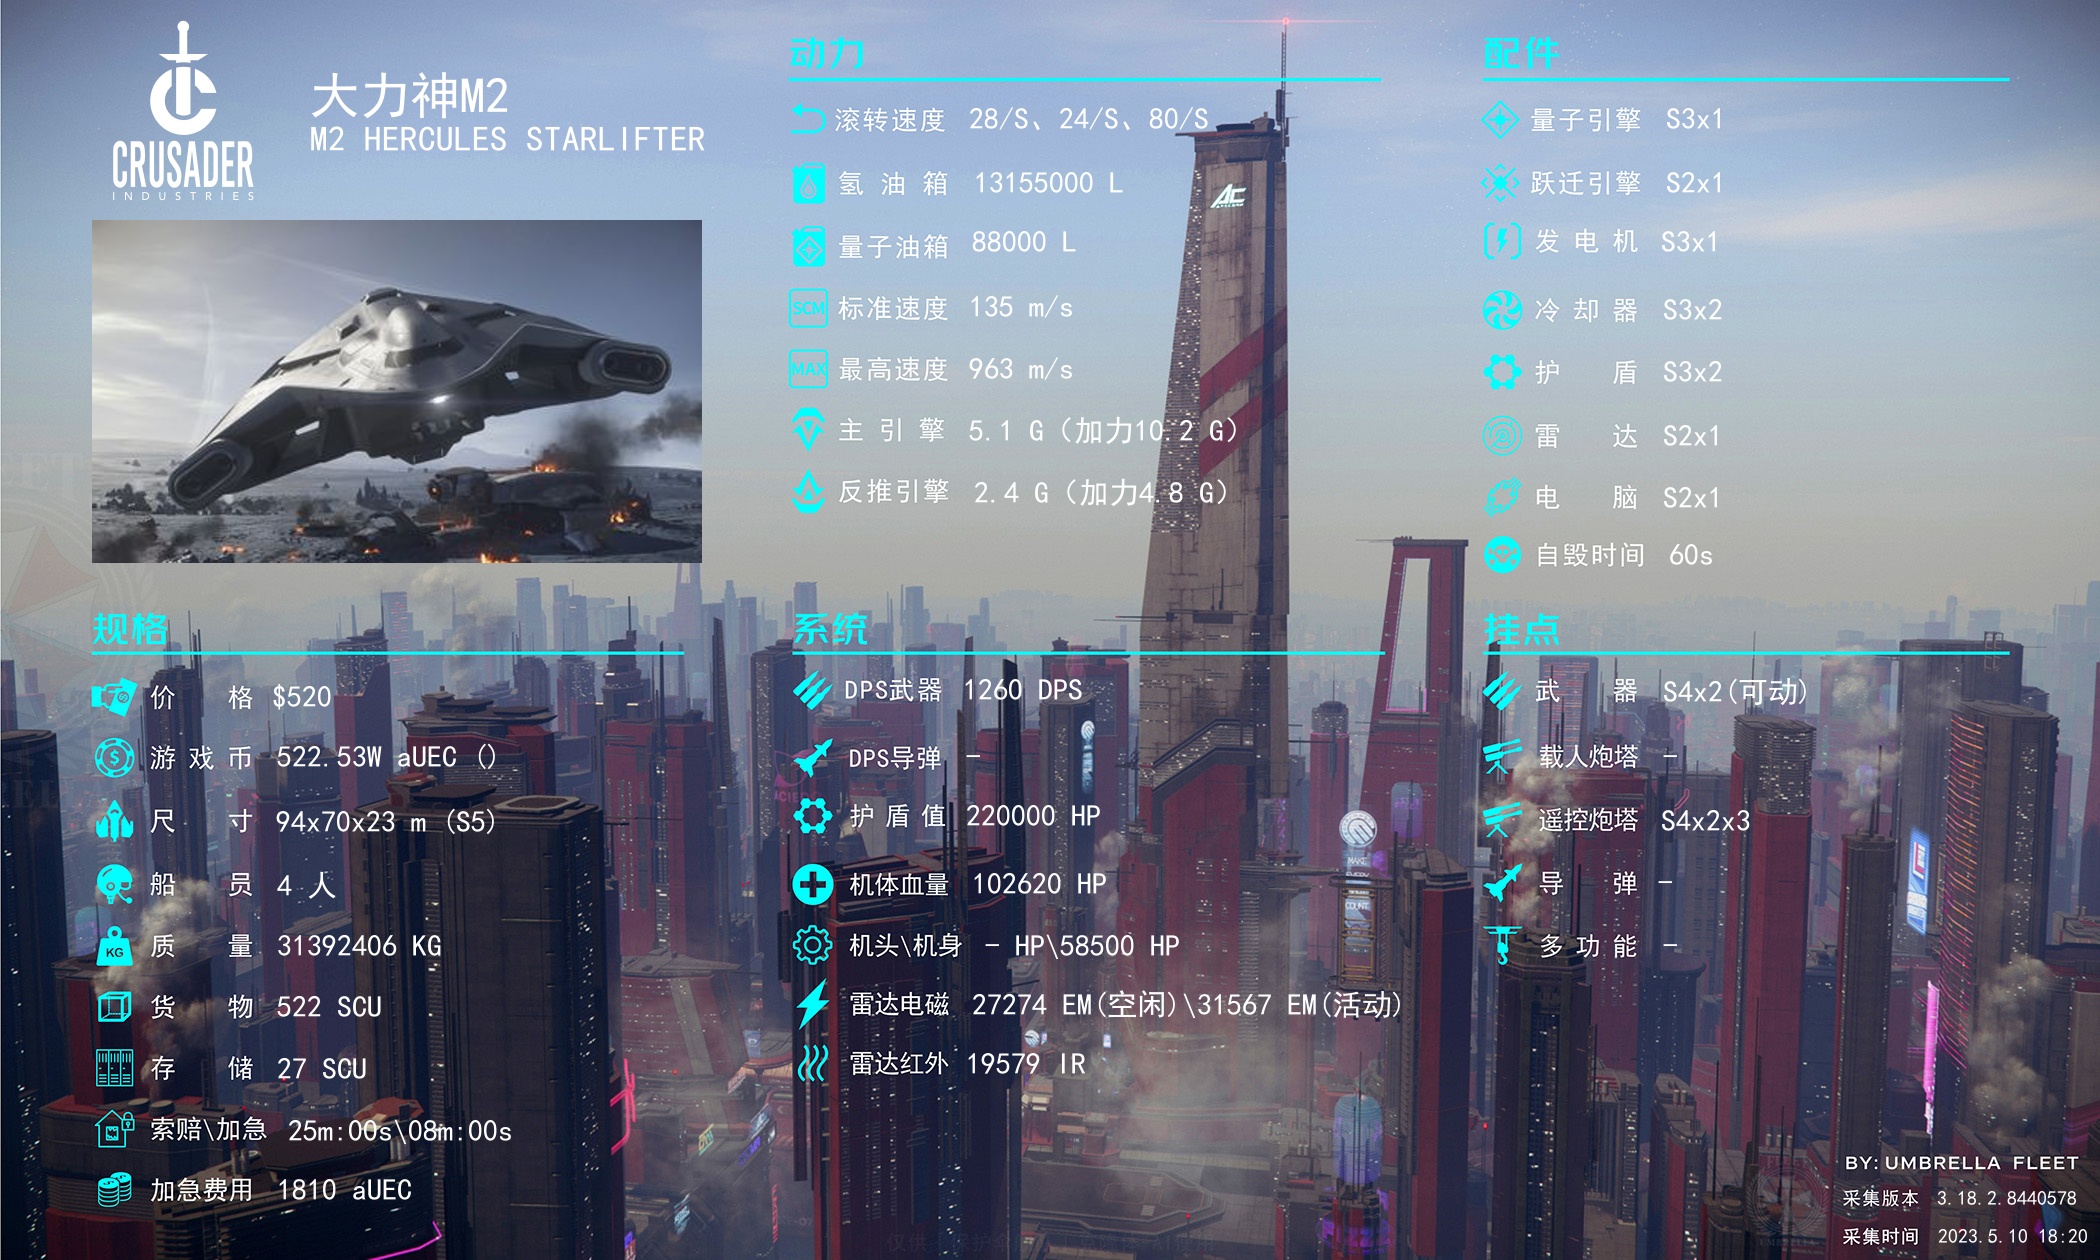 CRUSADER
INDUSTRIES
大力神M2
M2 HERCULES STARLIFTER
动力
滚转速度 28/S、24/S、80/S
氢油箱 13155000 L
量子油箱 88000 L
SCM 标准速度 135 m/s
MAX 最高速度 963 m/s
主引擎 5.1 G（加力10.2 G）
反推引擎 2.4 G（加力4.8 G）
配件
量子引擎 S3x1
跃迁引擎 S2x1
发电机 S3x1
冷却器 S3x2
护盾 S3x2
雷达 S2x1
电脑 S2x1
自毁时间 60s
规格
价格 $520
游戏币 522.53W aUEC ()
尺寸 94x70x23 m (S5)
船员 4 人
KG 质量 31392406 KG
货物 522 SCU
存储 27 SCU
索赔\加急 25m:00s\08m:00s
加急费用 1810 aUEC
系统
DPS武器 1260 DPS
DPS导弹 -
护盾值 220000 HP
机体血量 102620 HP
机头\机身 - HP\58500 HP
雷达电磁 27274 EM(空闲)\31567 EM(活动)
雷达红外 19579 IR
挂点
武器 S4x2(可动)
载人炮塔 -
遥控炮塔 S4x2x3
导弹 -
多功能 -
AC
MAKE
EVERY
COUNT
BY: UMBRELLA FLEET
采集版本 3.18.2.8440578
采集时间 2023.5.10 18:20